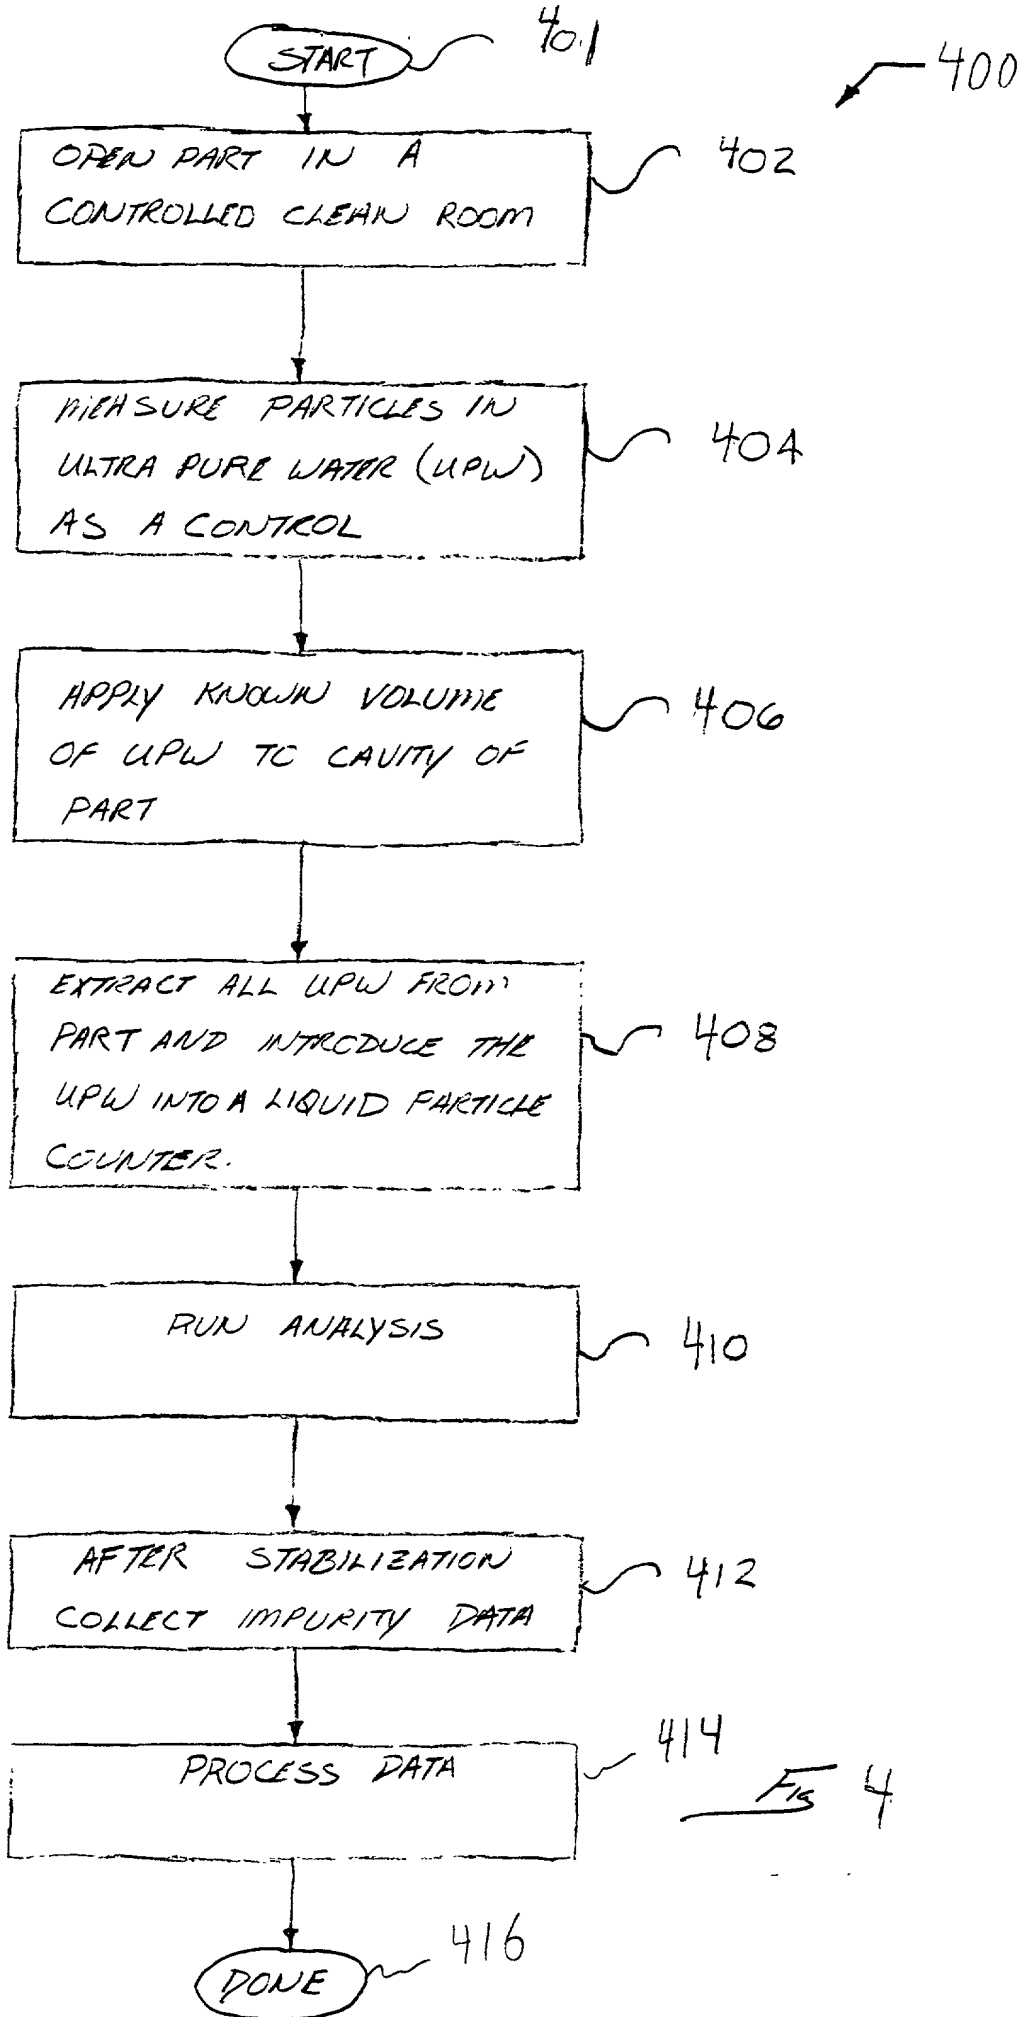 START
401
400
OPEN PART IN A
CONTROLLED CLEAN ROOM
402
MEASURE PARTICLES IN
ULTRA PURE WATER (UPW)
AS A CONTROL
404
APPLY KNOWN VOLUME
OF UPW TO CAVITY OF
PART
406
EXTRACT ALL UPW FROM
PART AND INTRODUCE THE
UPW INTO A LIQUID PARTICLE
COUNTER.
408
RUN ANALYSIS
410
AFTER STABILIZATION
COLLECT IMPURITY DATA
412
PROCESS DATA
414
Fig 4
DONE
416